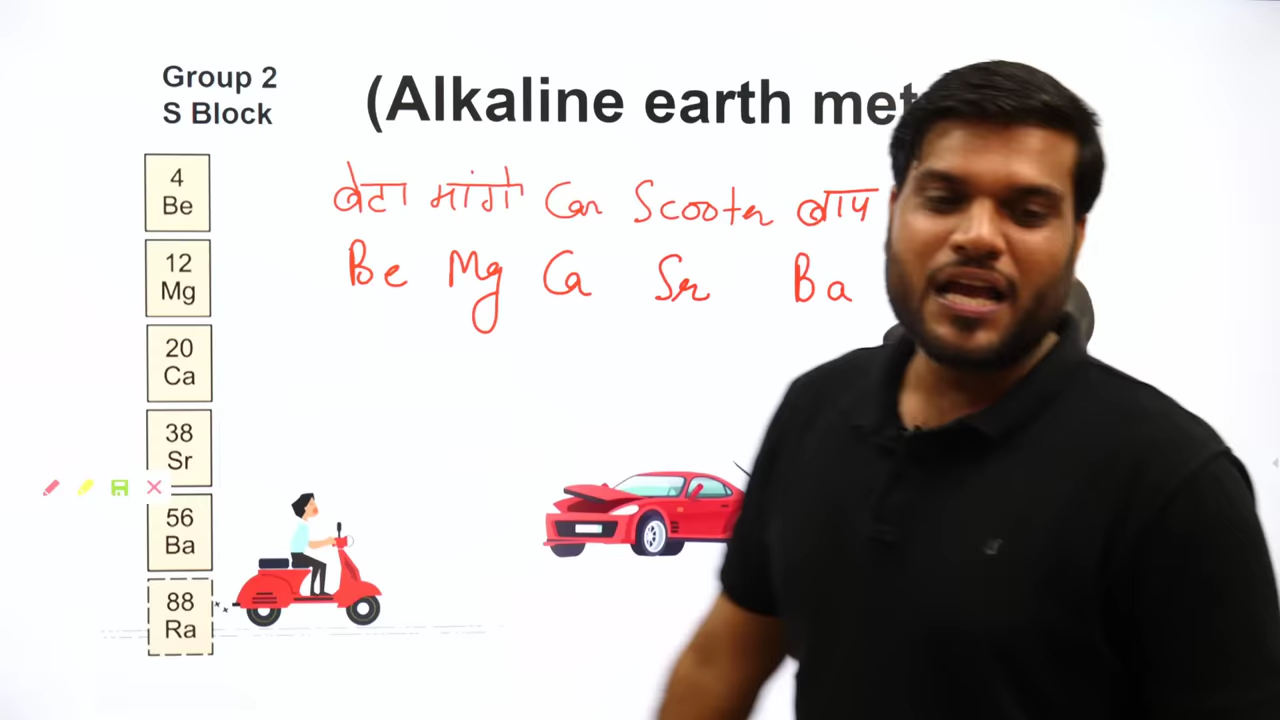 Group 2
S Block
(Alkaline earth met
4
Be
12
Mg
20
Ca
38
Sr
56
Ba
88
Ra
बेटा मांगे Car Scooter बाप
Be Mg Ca Sr Ba